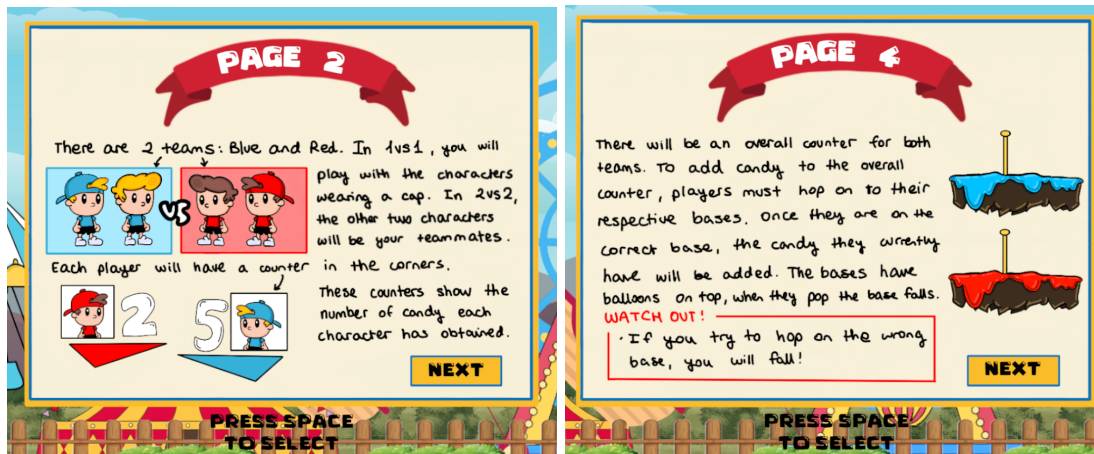 PAGE 2
There are 2 teams: Blue and Red. In 1vs1, you will
play with the characters
wearing a cap. In 2vs2,
the other two characters
will be your teammates.
VS
Each player will have a counter in the corners.
These counters show the
number of candy each
character has obtained.
2 5
NEXT
PRESS SPACE
TO SELECT
PAGE 4
There will be an overall counter for both
teams. To add candy to the overall
counter, players must hop on to their
respective bases. Once they are on the
correct base, the candy they currently
have will be added. The bases have
balloons on top, when they pop the base falls.
WATCH OUT!
· If you try to hop on the wrong
base, you will fall!
NEXT
PRESS SPACE
TO SELECT